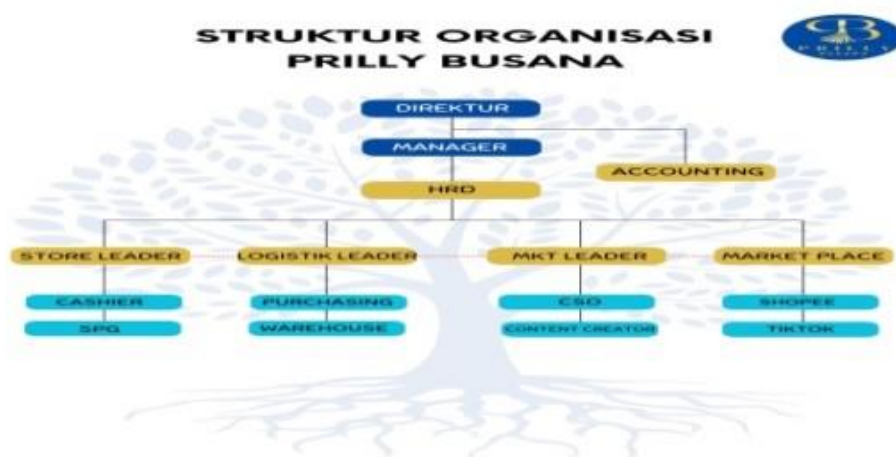 STRUKTUR ORGANISASI
PRILLY BUSANA
PRILLY
DIREKTUR
MANAGER
ACCOUNTING
HRD
STORE LEADER
LOGISTIK LEADER
MKT LEADER
MARKET PLACE
CASHIER
PURCHASING
CSO
SHOPEE
SPG
WAREHOUSE
CONTENT CREATOR
TIKTOK